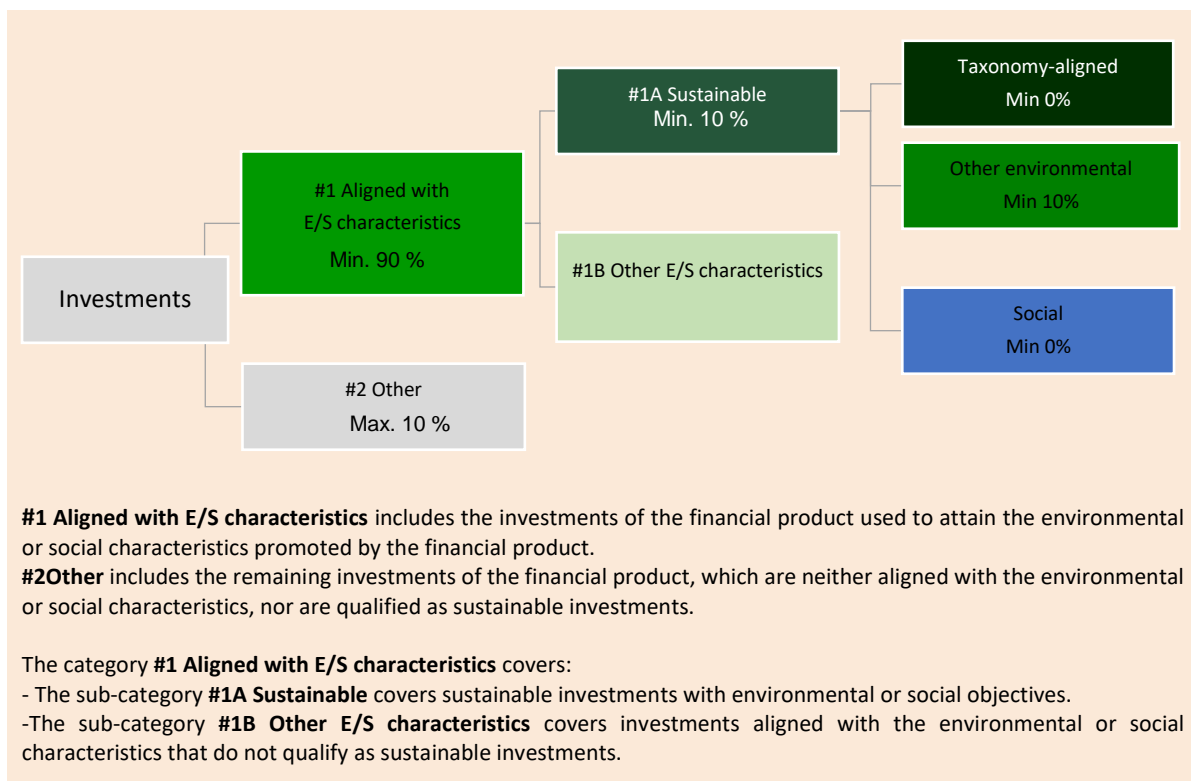 Investments
#1 Aligned with
E/S characteristics
Min. 90 %
#2 Other
Max. 10 %
#1A Sustainable
Min. 10 %
#1B Other E/S characteristics
Taxonomy-aligned
Min 0%
Other environmental
Min 10%
Social
Min 0%
#1 Aligned with E/S characteristics includes the investments of the financial product used to attain the environmental
or social characteristics promoted by the financial product.
#2Other includes the remaining investments of the financial product, which are neither aligned with the environmental
or social characteristics, nor are qualified as sustainable investments.
The category #1 Aligned with E/S characteristics covers:
- The sub-category #1A Sustainable covers sustainable investments with environmental or social objectives.
-The sub-category #1B Other E/S characteristics covers investments aligned with the environmental or social
characteristics that do not qualify as sustainable investments.